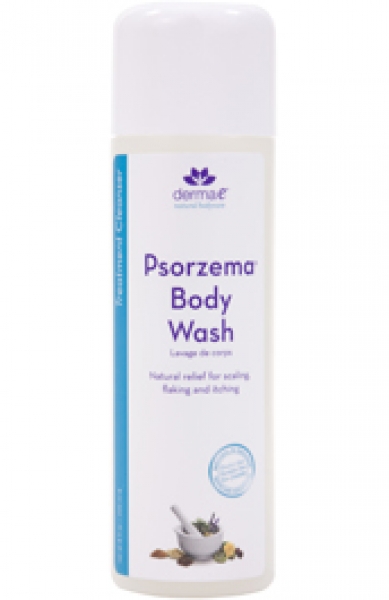 derma e
natural bodycare
Psorzema®
Body
Wash
Lavage de corps
Natural relief for scaling,
flaking and itching
Treatment Cleanser